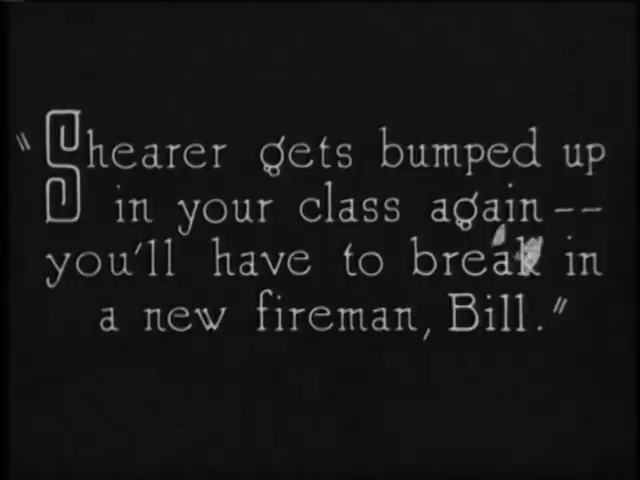 "Shearer gets bumped up
in your class again--
you'll have to break in
a new fireman, Bill."